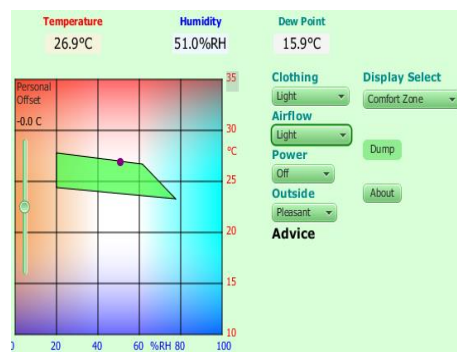 Temperature Humidity Dew Point
26.9°C 51.0%RH 15.9°C
Personal
Offset
-0.0 C
35
30
°C
25
20
15
10
0 20 40 60 %RH 80 100
Clothing Display Select
Light Comfort Zone
Airflow
Light
Dump
Power
Off
Outside About
Pleasant
Advice